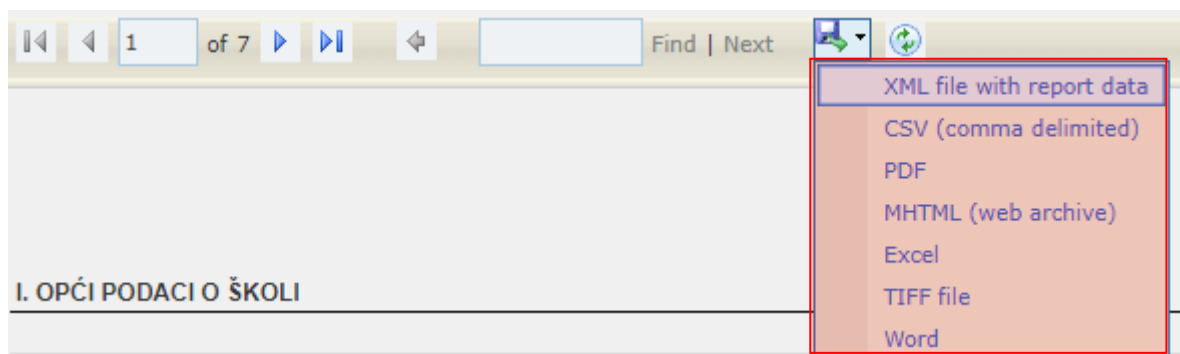 1 of 7 Find | Next
XML file with report data
CSV (comma delimited)
PDF
MHTML (web archive)
Excel
TIFF file
Word
I. OPĆI PODACI O ŠKOLI